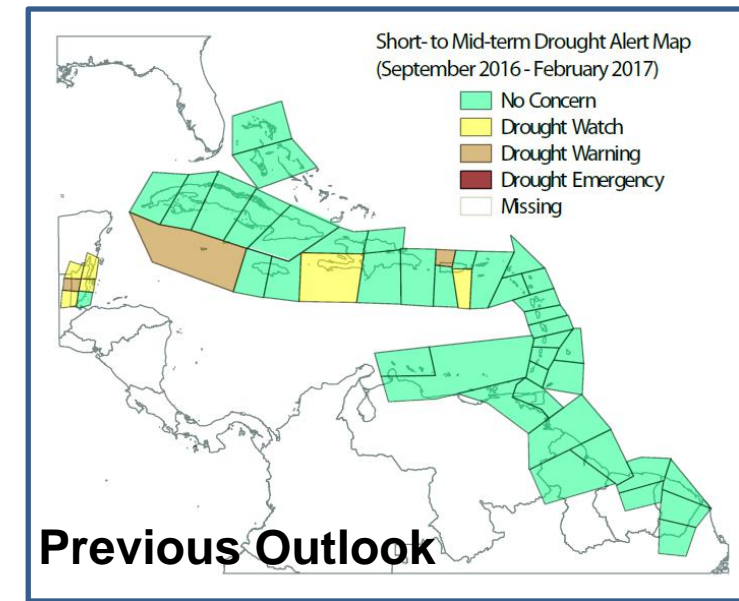 Short- to Mid-term Drought Alert Map
(September 2016 - February 2017)
No Concern
Drought Watch
Drought Warning
Drought Emergency
Missing
Previous Outlook